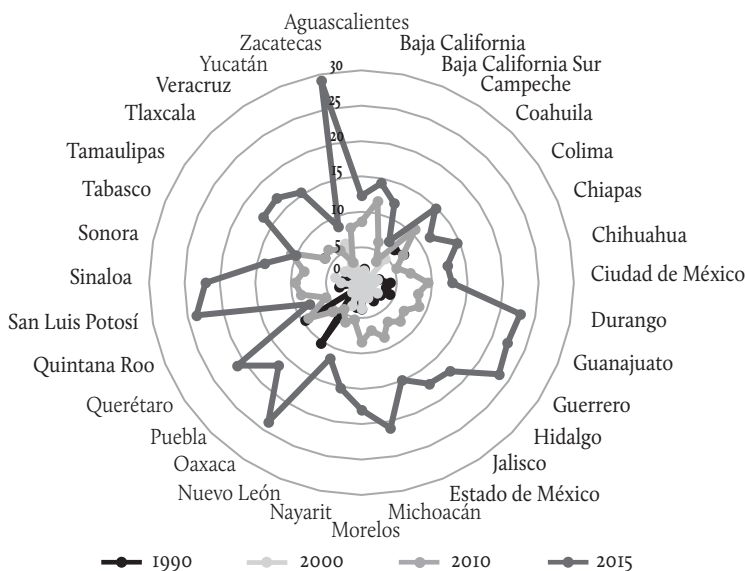 Aguascalientes
Baja California
Baja California Sur
Campeche
Coahuila
Colima
Chiapas
Chihuahua
Ciudad de México
Durango
Guanajuato
Guerrero
Hidalgo
Jalisco
Estado de México
Michoacán
Morelos
Nayarit
Nuevo León
Oaxaca
Puebla
Querétaro
Quintana Roo
San Luis Potosí
Sinaloa
Sonora
Tabasco
Tamaulipas
Tlaxcala
Veracruz
Yucatán
Zacatecas
30
25
20
15
10
5
0
1990 2000 2010 2015